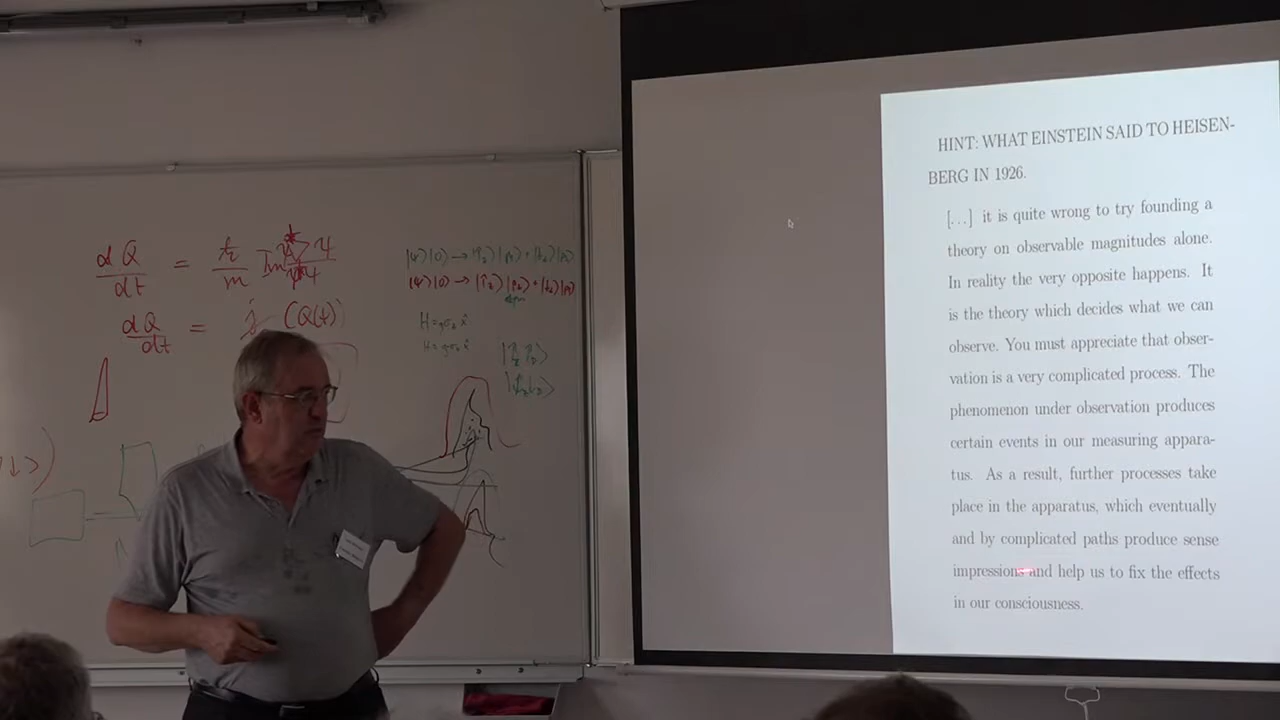 HINT: WHAT EINSTEIN SAID TO HEISEN-
BERG IN 1926.
[...] it is quite wrong to try founding a
theory on observable magnitudes alone.
In reality the very opposite happens. It
is the theory which decides what we can
observe. You must appreciate that obser-
vation is a very complicated process. The
phenomenon under observation produces
certain events in our measuring appara-
tus. As a result, further processes take
place in the apparatus, which eventually
and by complicated paths produce sense
impressions and help us to fix the effects
in our consciousness.
dQ/dt = ħ/m Im
dQ/dt = j (Q(t))